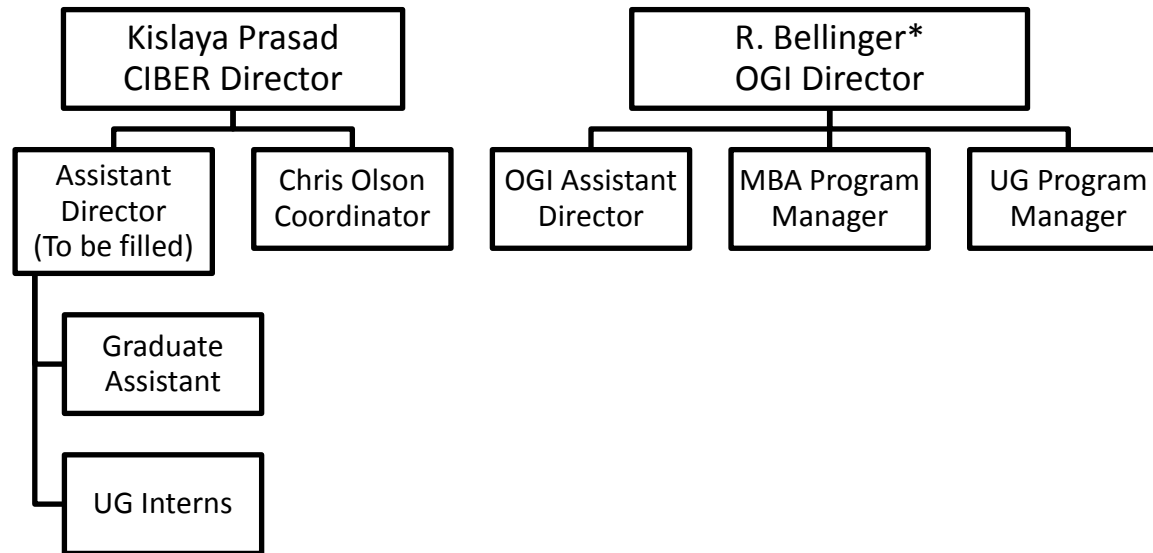 Kislaya Prasad
CIBER Director
R. Bellinger*
OGI Director
Assistant
Director
(To be filled)
Chris Olson
Coordinator
OGI Assistant
Director
MBA Program
Manager
UG Program
Manager
Graduate
Assistant
UG Interns